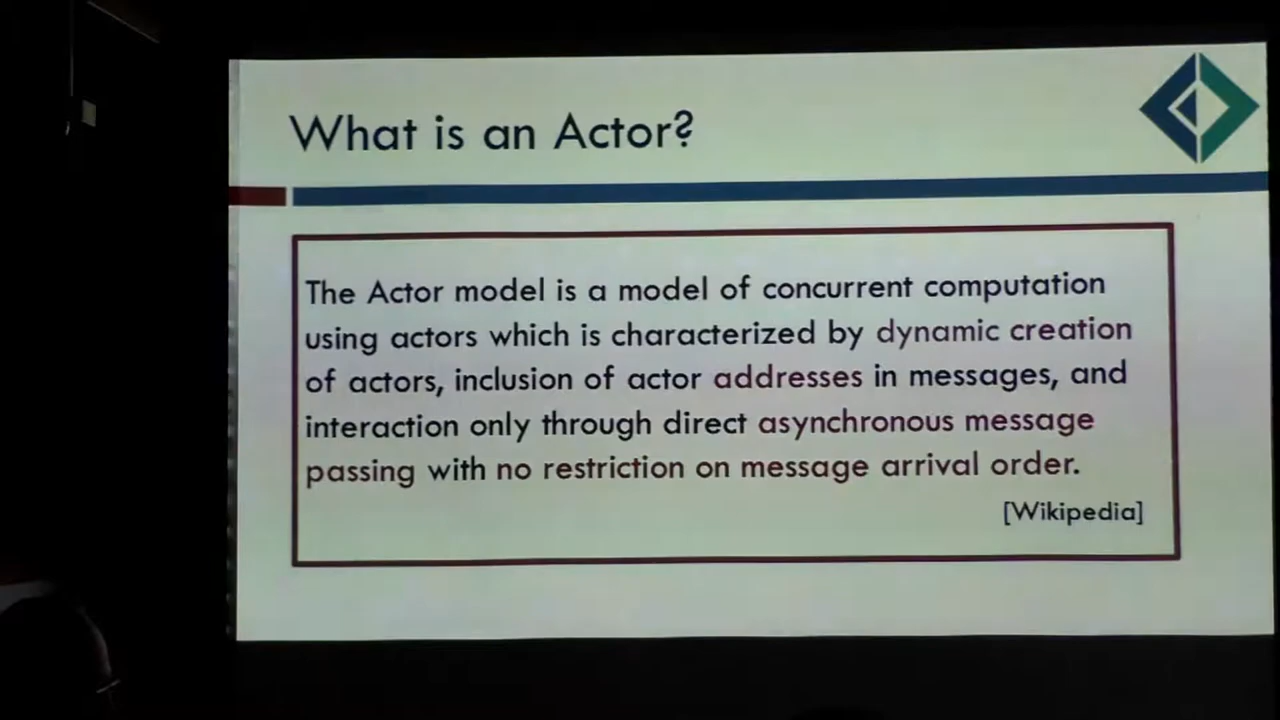 What is an Actor?
The Actor model is a model of concurrent computation
using actors which is characterized by dynamic creation
of actors, inclusion of actor addresses in messages, and
interaction only through direct asynchronous message
passing with no restriction on message arrival order.
[Wikipedia]